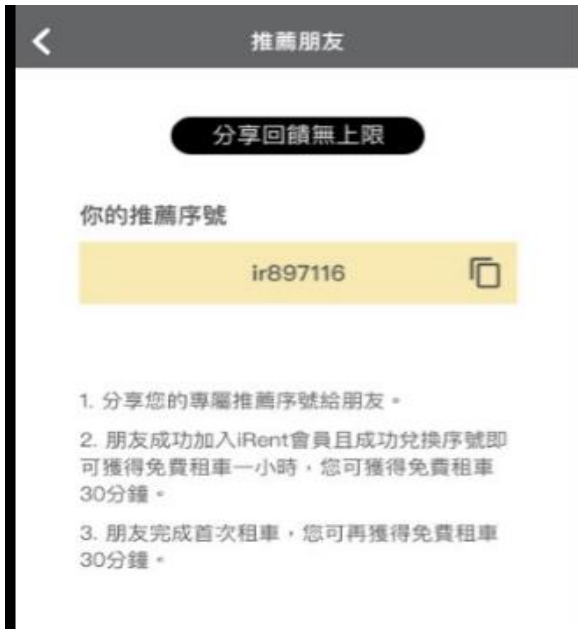 推薦朋友
分享回饋無上限
你的推薦序號
ir897116
1. 分享您的專屬推薦序號給朋友。
2. 朋友成功加入iRent會員且成功兌換序號即
可獲得免費租車一小時，您可獲得免費租車
30分鐘。
3. 朋友完成首次租車，您可再獲得免費租車
30分鐘。